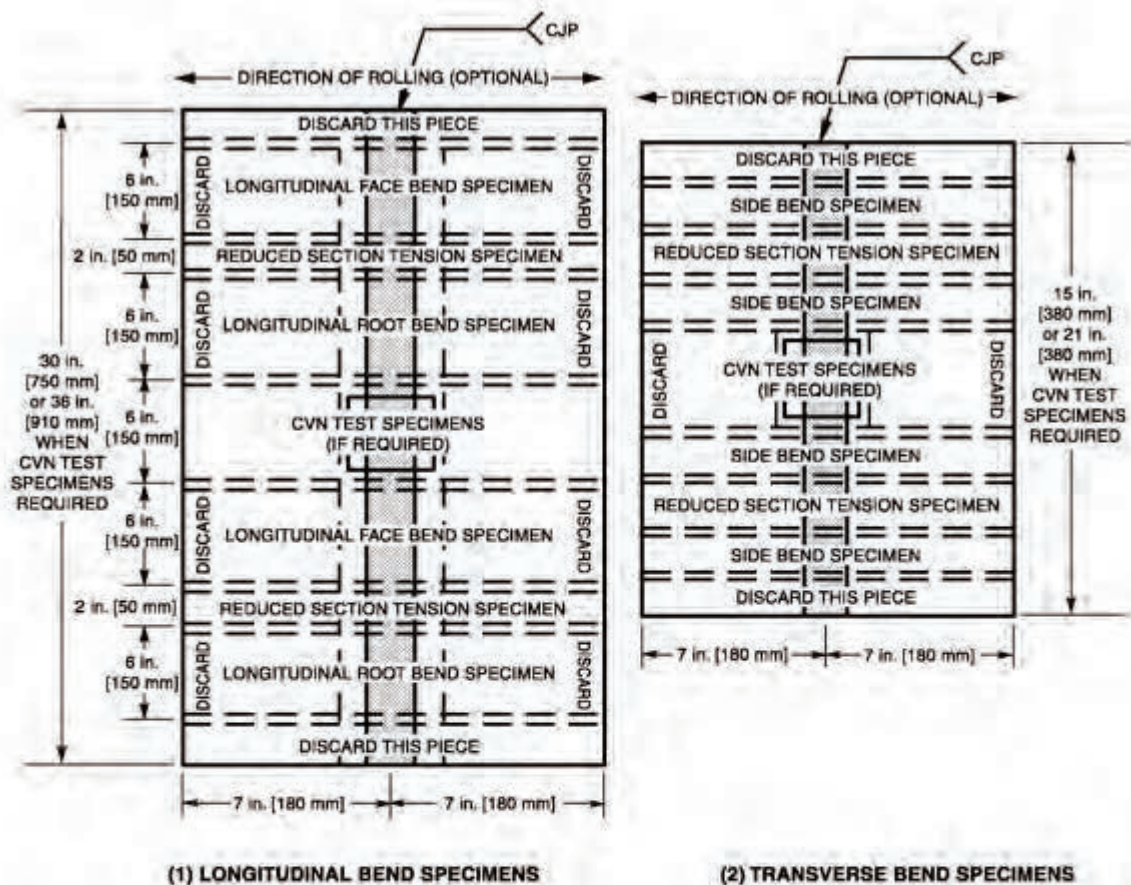 CJP
DIRECTION OF ROLLING (OPTIONAL)
DISCARD THIS PIECE
6 in.
[150 mm]
DISCARD
LONGITUDINAL FACE BEND SPECIMEN
DISCARD
2 in. [50 mm]
REDUCED SECTION TENSION SPECIMEN
6 in.
[150 mm]
DISCARD
LONGITUDINAL ROOT BEND SPECIMEN
DISCARD
30 in.
[750 mm]
or 36 in.
[910 mm]
WHEN
CVN TEST
SPECIMENS
REQUIRED
6 in.
[150 mm]
CVN TEST SPECIMENS
(IF REQUIRED)
6 in.
[150 mm]
DISCARD
LONGITUDINAL FACE BEND SPECIMEN
DISCARD
2 in. [50 mm]
REDUCED SECTION TENSION SPECIMEN
6 in.
[150 mm]
DISCARD
LONGITUDINAL ROOT BEND SPECIMEN
DISCARD
DISCARD THIS PIECE
7 in. [180 mm]
7 in. [180 mm]
(1) LONGITUDINAL BEND SPECIMENS
CJP
DIRECTION OF ROLLING (OPTIONAL)
DISCARD THIS PIECE
SIDE BEND SPECIMEN
REDUCED SECTION TENSION SPECIMEN
SIDE BEND SPECIMEN
DISCARD
CVN TEST SPECIMENS
(IF REQUIRED)
DISCARD
15 in.
[380 mm]
or 21 in.
[380 mm]
WHEN
CVN TEST
SPECIMENS
REQUIRED
SIDE BEND SPECIMEN
REDUCED SECTION TENSION SPECIMEN
SIDE BEND SPECIMEN
DISCARD THIS PIECE
7 in. [180 mm]
7 in. [180 mm]
(2) TRANSVERSE BEND SPECIMENS